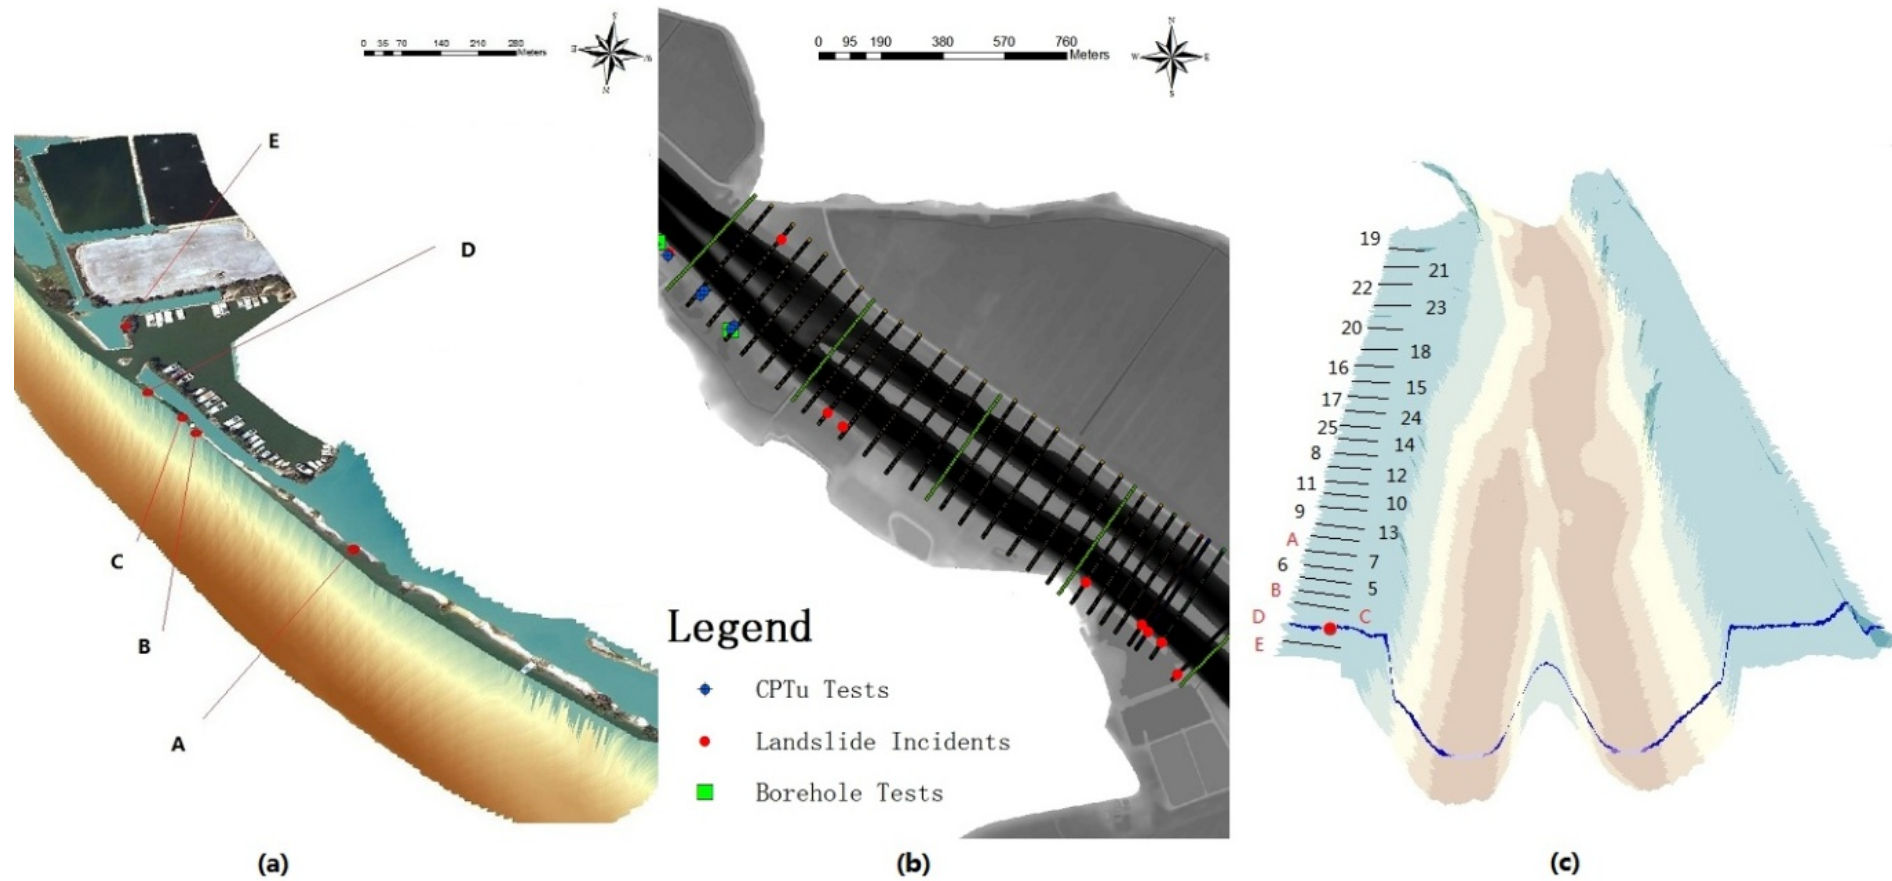 0 35 70 140 210 280
Meters
S
E
W
N
E
D
C
B
A
(a)
0 95 190 380 570 760
Meters
N
W
E
S
Legend
CPTu Tests
Landslide Incidents
Borehole Tests
(b)
N
19
21
22
23
20
18
16
15
17
24
25
14
8
12
11
10
9
13
A
6
7
B
5
D
C
E
(c)